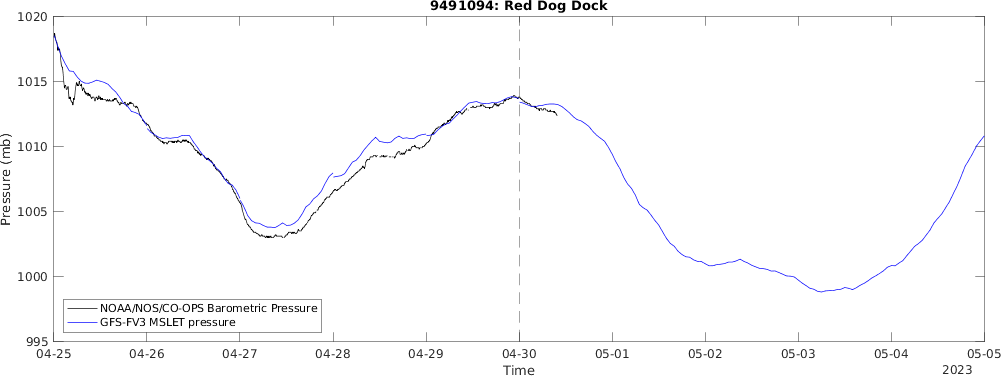 9491094: Red Dog Dock
1020
1015
1010
1005
1000
995
Pressure (mb)
NOAA/NOS/CO-OPS Barometric Pressure
GFS-FV3 MSLET pressure
04-25 04-26 04-27 04-28 04-29 04-30 05-01 05-02 05-03 05-04 05-05
Time
2023